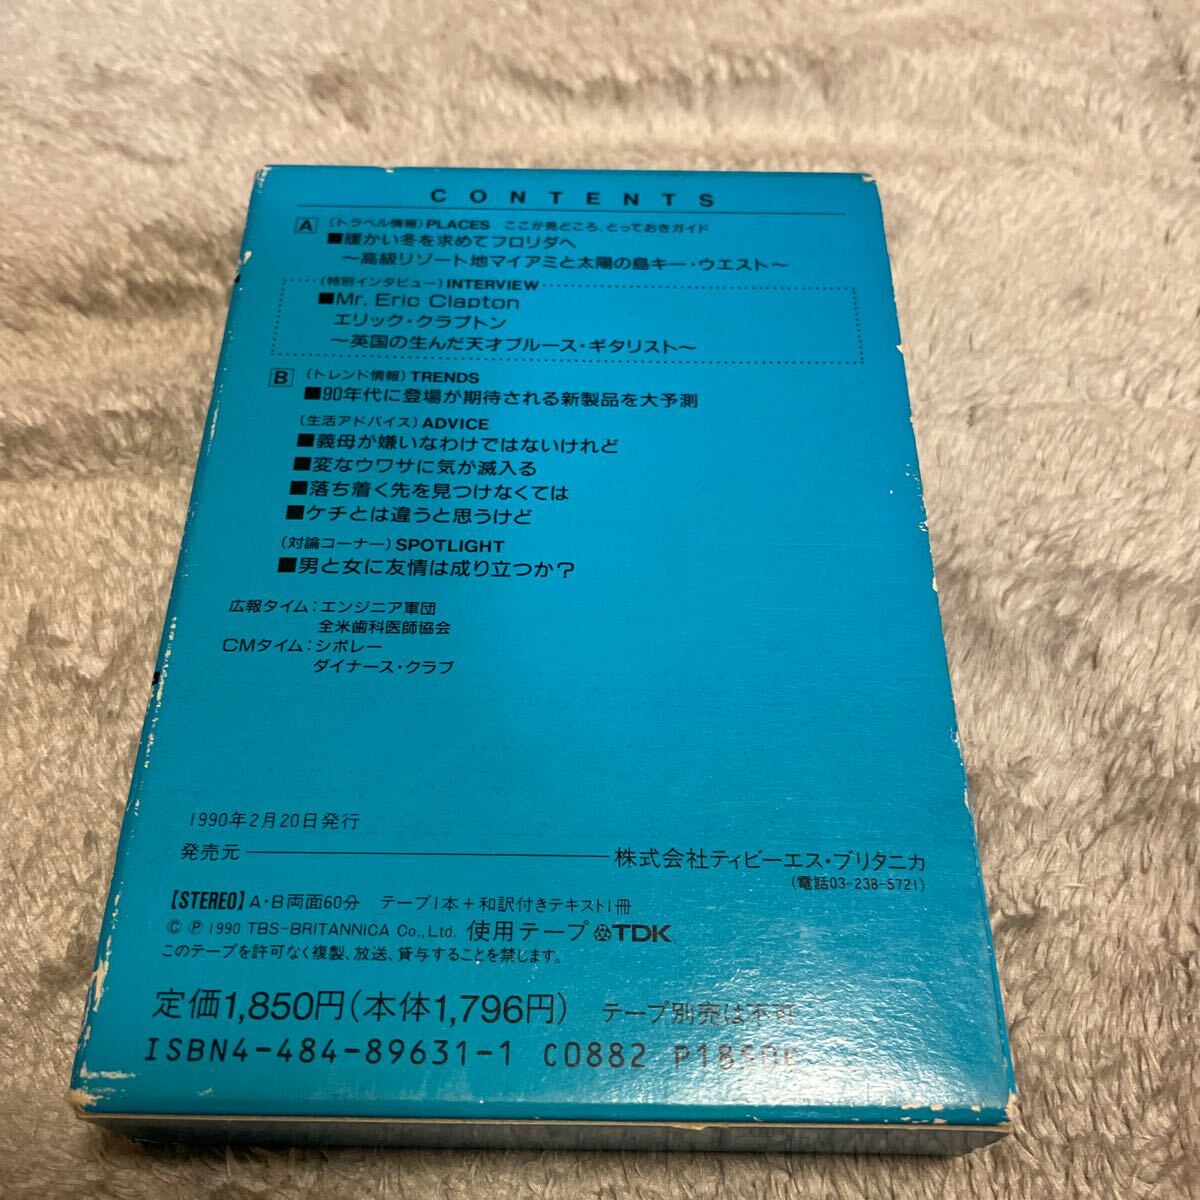 CONTENTS
A (トラベル情報) PLACES ここが見どころ、とっておきガイド
■暖かい冬を求めてフロリダへ
〜高級リゾート地マイアミと太陽の島キー・ウエスト〜
(特別インタビュー) INTERVIEW
■Mr. Eric Clapton
エリック・クラプトン
〜英国の生んだ天才ブルース・ギタリスト〜
B (トレンド情報) TRENDS
■90年代に登場が期待される新製品を大予測
(生活アドバイス) ADVICE
■義母が嫌いなわけではないけれど
■変なウワサに気が滅入る
■落ち着く先を見つけなくては
■ケチとは違うと思うけど
(対論コーナー) SPOTLIGHT
■男と女に友情は成り立つか?
広報タイム:エンジニア軍団
全米歯科医師協会
CMタイム:シボレー
ダイナース・クラブ
1990年2月20日発行
発売元 株式会社ティビーエス・ブリタニカ
(電話03-238-5721)
【STEREO】A・B両面60分 テープ1本+和訳付きテキスト1冊
©℗1990 TBS-BRITANNICA Co., Ltd. 使用テープ TDK
このテープを許可なく複製、放送、貸与することを禁じます。
定価1,850円(本体1,796円) テープ別売は不可
ISBN4-484-89631-1 C0882 P1850E